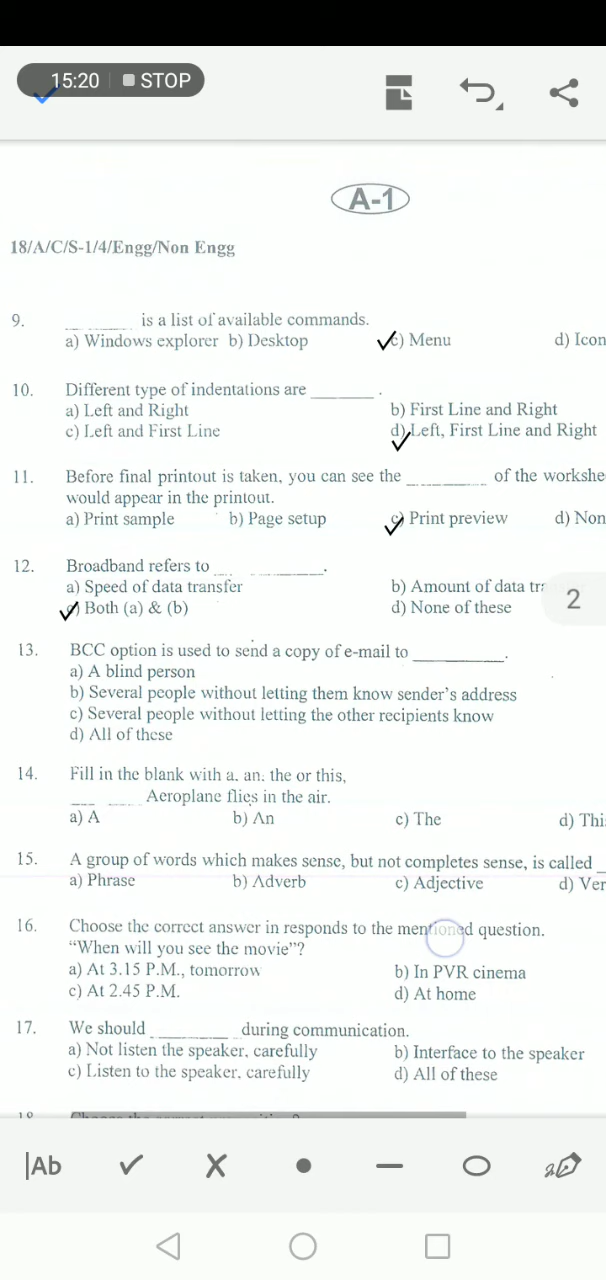 15:20 STOP
A-1
18/A/C/S-1/4/Engg/Non Engg
9. ______ is a list of available commands.
a) Windows explorer b) Desktop c) Menu d) Icon
10. Different type of indentations are ______ .
a) Left and Right b) First Line and Right
c) Left and First Line d) Left, First Line and Right
11. Before final printout is taken, you can see the ______ of the workshe
would appear in the printout.
a) Print sample b) Page setup c) Print preview d) Non
12. Broadband refers to ______.
a) Speed of data transfer b) Amount of data
c) Both (a) & (b) d) None of these
2
13. BCC option is used to send a copy of e-mail to ______.
a) A blind person
b) Several people without letting them know sender's address
c) Several people without letting the other recipients know
d) All of these
14. Fill in the blank with a, an, the or this,
______ Aeroplane flies in the air.
a) A b) An c) The d) Thi
15. A group of words which makes sense, but not completes sense, is called _
a) Phrase b) Adverb c) Adjective d) Ver
16. Choose the correct answer in responds to the mentioned question.
"When will you see the movie"?
a) At 3.15 P.M., tomorrow b) In PVR cinema
c) At 2.45 P.M. d) At home
17. We should ______ during communication.
a) Not listen the speaker, carefully b) Interface to the speaker
c) Listen to the speaker, carefully d) All of these
Ab